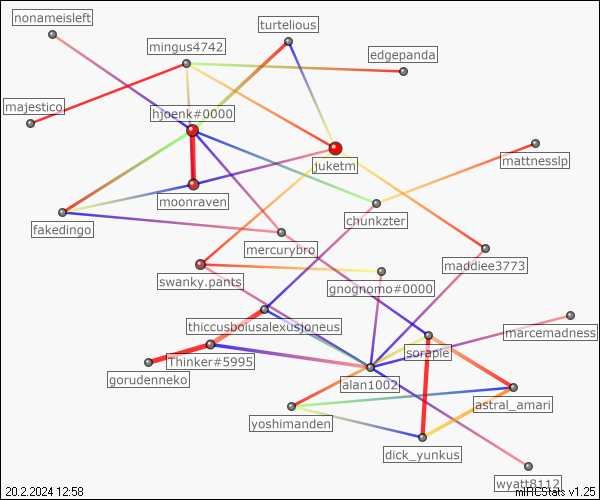 nonameisleft
turtelious
mingus4742
edgepanda
majestico
hjoenk#0000
mattnesslp
juketm
moonraven
chunkzter
fakedingo
mercurybro
maddiee3773
swanky.pants
gnognomo#0000
thiccusboiusalexusjoneus
marcemadness
sorapie
Thinker#5995
gorudenneko
alan1002
astral_amari
yoshimanden
dick_yunkus
wyatt8112
20.2.2024 12:58
mIRCStats v1.25